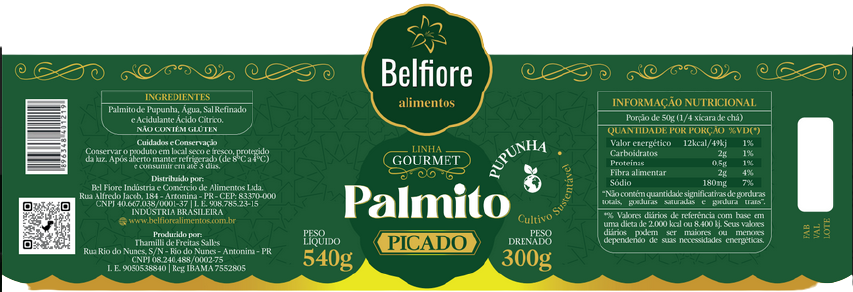 INGREDIENTES
Palmito de Pupunha, Água, Sal Refinado
e Acidulante Ácido Cítrico.
NÃO CONTÉM GLÚTEN
Cuidados e Conservação
Conservar o produto em local seco e fresco, protegido
da luz. Após aberto manter refrigerado (de 8ºC a 4ºC)
e consumir em até 3 dias.
Distribuído por:
Bel Fiore Indústria e Comércio de Alimentos Ltda.
Rua Alfredo Jacob, 184 - Antonina - PR - CEP: 83370-000
CNPJ 40.667.038/0001-37 | I. E. 908.785.23-15
INDÚSTRIA BRASILEIRA
www.belfiorealimentos.com.br
Produzido por:
Thamilli de Freitas Salles
Rua Rio do Nunes, S/N - Rio do Nunes - Antonina - PR
CNPJ 08.240.488/0002-75
I. E. 9050538840 | Reg IBAMA 7552805
Belfiore
alimentos
LINHA
GOURMET
PUPUNHA
Cultivo Sustentável
Palmito
PICADO
PESO
LÍQUIDO
540g
PESO
DRENADO
300g
INFORMAÇÃO NUTRICIONAL
Porção de 50g (1/4 xícara de chá)
QUANTIDADE POR PORÇÃO %VD(*)
Valor energético 12kcal/49kj 1%
Carboidratos 2g 1%
Proteínas 0,5g 1%
Fibra alimentar 2g 4%
Sódio 180mg 7%
"Não contém quantidade significativas de gorduras
totais, gorduras saturadas e gordura trans".
*% Valores diários de referência com base em
uma dieta de 2.000 kcal ou 8.400 kj. Seus valores
diários podem ser maiores ou menores
dependendo de suas necessidades energéticas.
FAB
VAL
LOTE